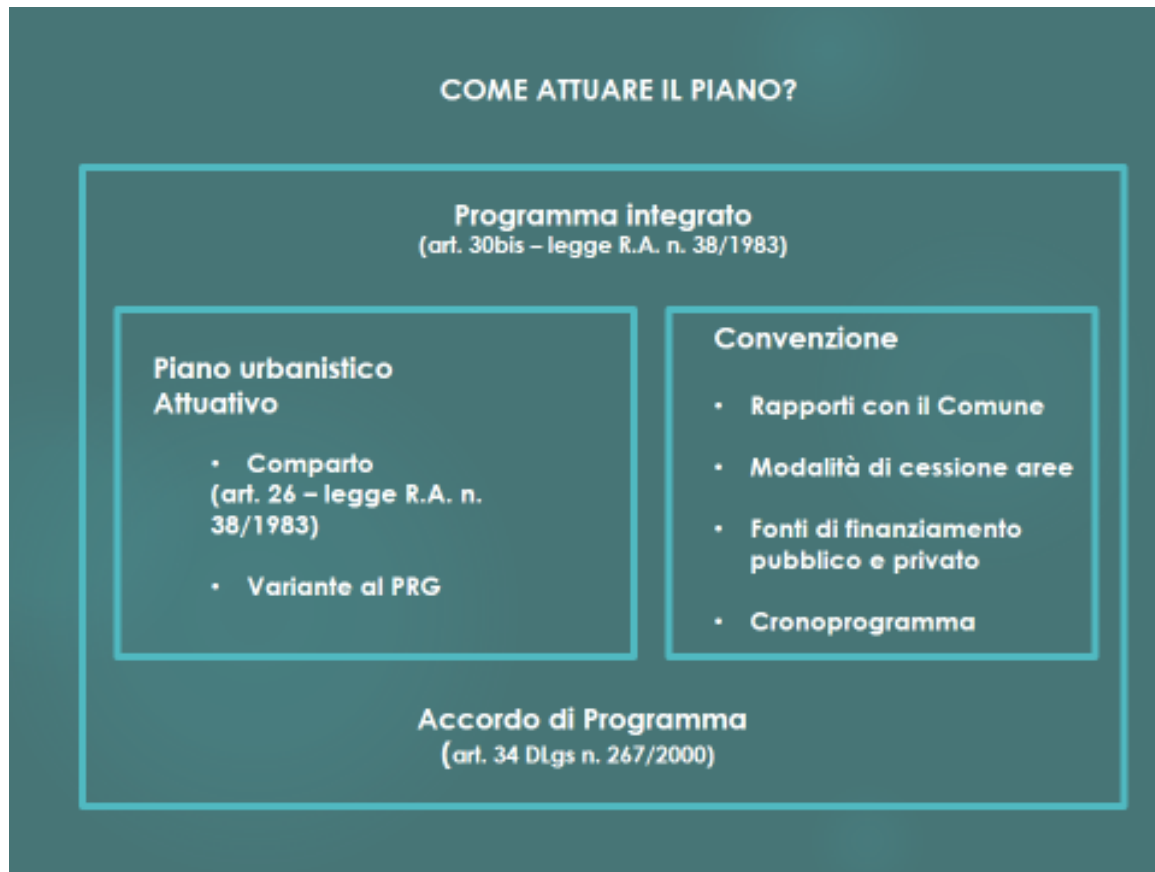 COME ATTUARE IL PIANO?
Programma integrato
(art. 30bis – legge R.A. n. 38/1983)
Piano urbanistico
Attuativo
• Comparto
(art. 26 – legge R.A. n.
38/1983)
• Variante al PRG
Convenzione
• Rapporti con il Comune
• Modalità di cessione aree
• Fonti di finanziamento
pubblico e privato
• Cronoprogramma
Accordo di Programma
(art. 34 DLgs n. 267/2000)